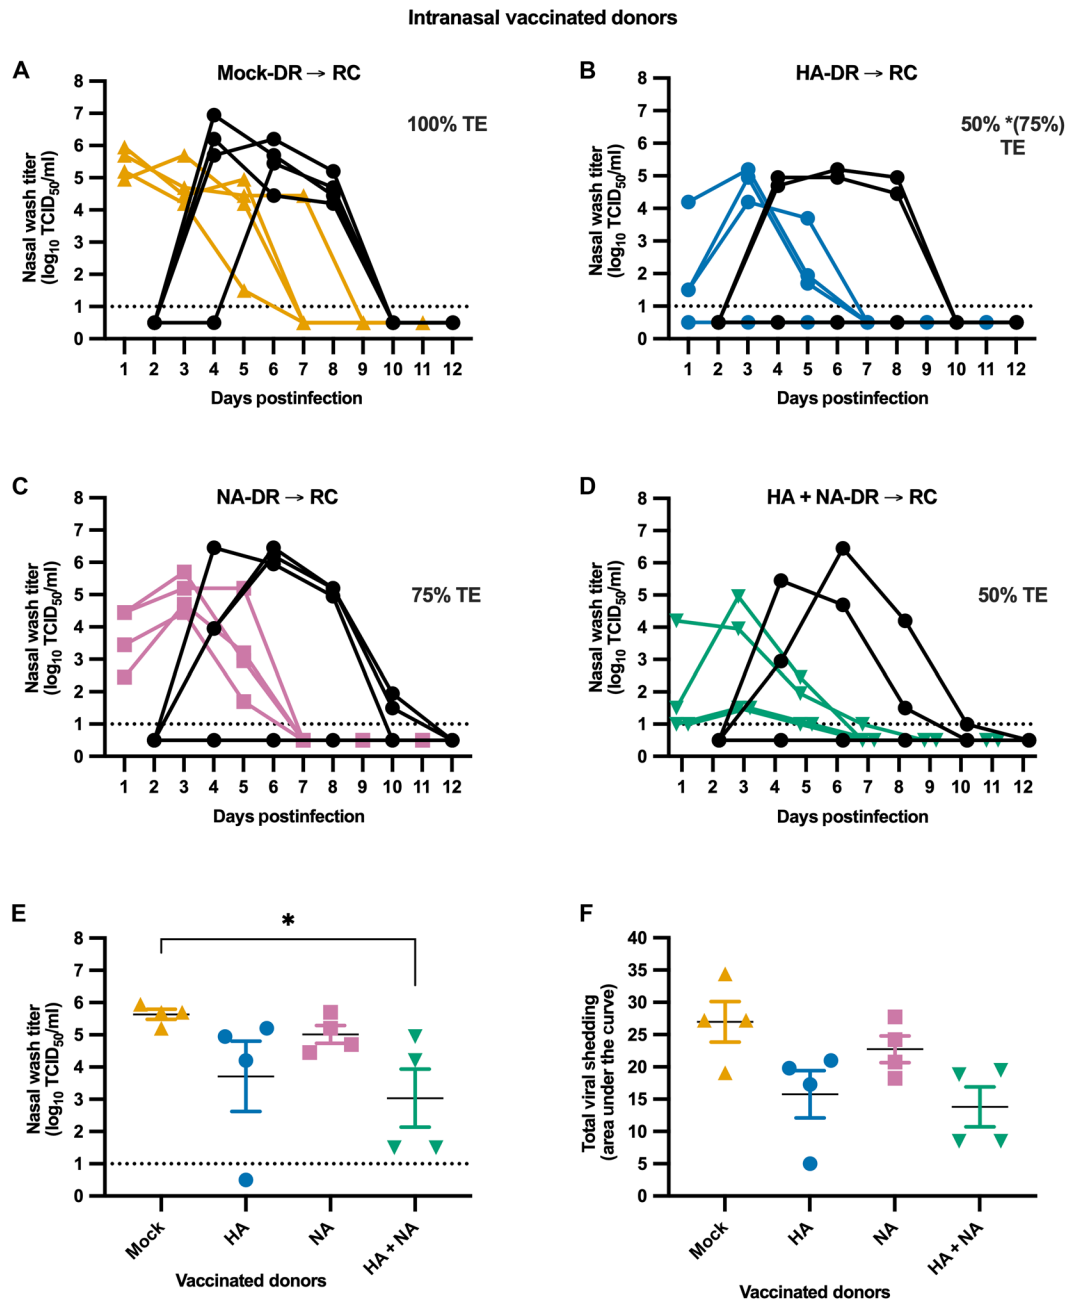 Intranasal vaccinated donors
A
Mock-DR → RC
100% TE
Nasal wash titer
(log10 TCID50/ml)
8
7
6
5
4
3
2
1
0
1 2 3 4 5 6 7 8 9 10 11 12
Days postinfection
B
HA-DR → RC
50% *(75%)
TE
Nasal wash titer
(log10 TCID50/ml)
8
7
6
5
4
3
2
1
0
1 2 3 4 5 6 7 8 9 10 11 12
Days postinfection
C
NA-DR → RC
75% TE
Nasal wash titer
(log10 TCID50/ml)
8
7
6
5
4
3
2
1
0
1 2 3 4 5 6 7 8 9 10 11 12
Days postinfection
D
HA + NA-DR → RC
50% TE
Nasal wash titer
(log10 TCID50/ml)
8
7
6
5
4
3
2
1
0
1 2 3 4 5 6 7 8 9 10 11 12
Days postinfection
E
*
Nasal wash titer
(log10 TCID50/ml)
8
7
6
5
4
3
2
1
0
Mock HA NA HA + NA
Vaccinated donors
F
Total viral shedding
(area under the curve)
40
35
30
25
20
15
10
5
0
Mock HA NA HA + NA
Vaccinated donors